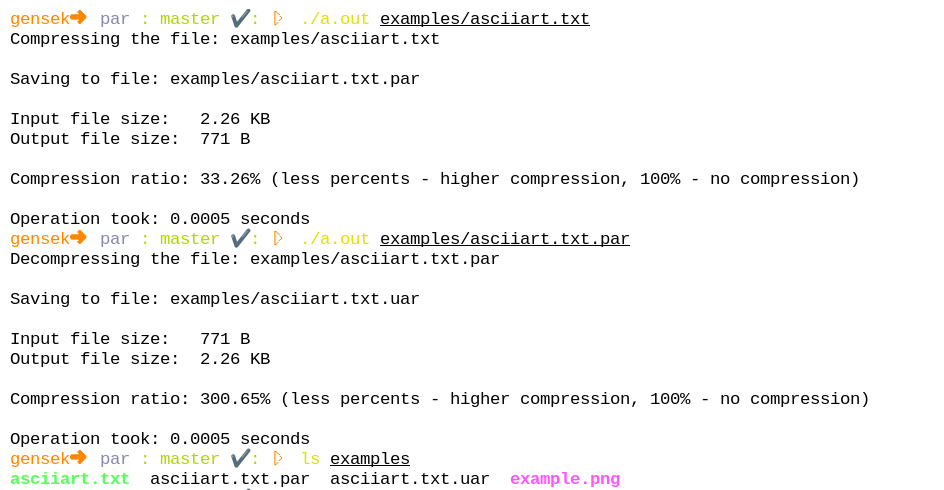 gensek➜ par : master ✔: ▷ ./a.out examples/asciiart.txt
Compressing the file: examples/asciiart.txt
Saving to file: examples/asciiart.txt.par
Input file size:   2.26 KB
Output file size:  771 B
Compression ratio: 33.26% (less percents - higher compression, 100% - no compression)
Operation took: 0.0005 seconds
gensek➜ par : master ✔: ▷ ./a.out examples/asciiart.txt.par
Decompressing the file: examples/asciiart.txt.par
Saving to file: examples/asciiart.txt.uar
Input file size:   771 B
Output file size:  2.26 KB
Compression ratio: 300.65% (less percents - higher compression, 100% - no compression)
Operation took: 0.0005 seconds
gensek➜ par : master ✔: ▷ ls examples
asciiart.txt  asciiart.txt.par  asciiart.txt.uar  example.png